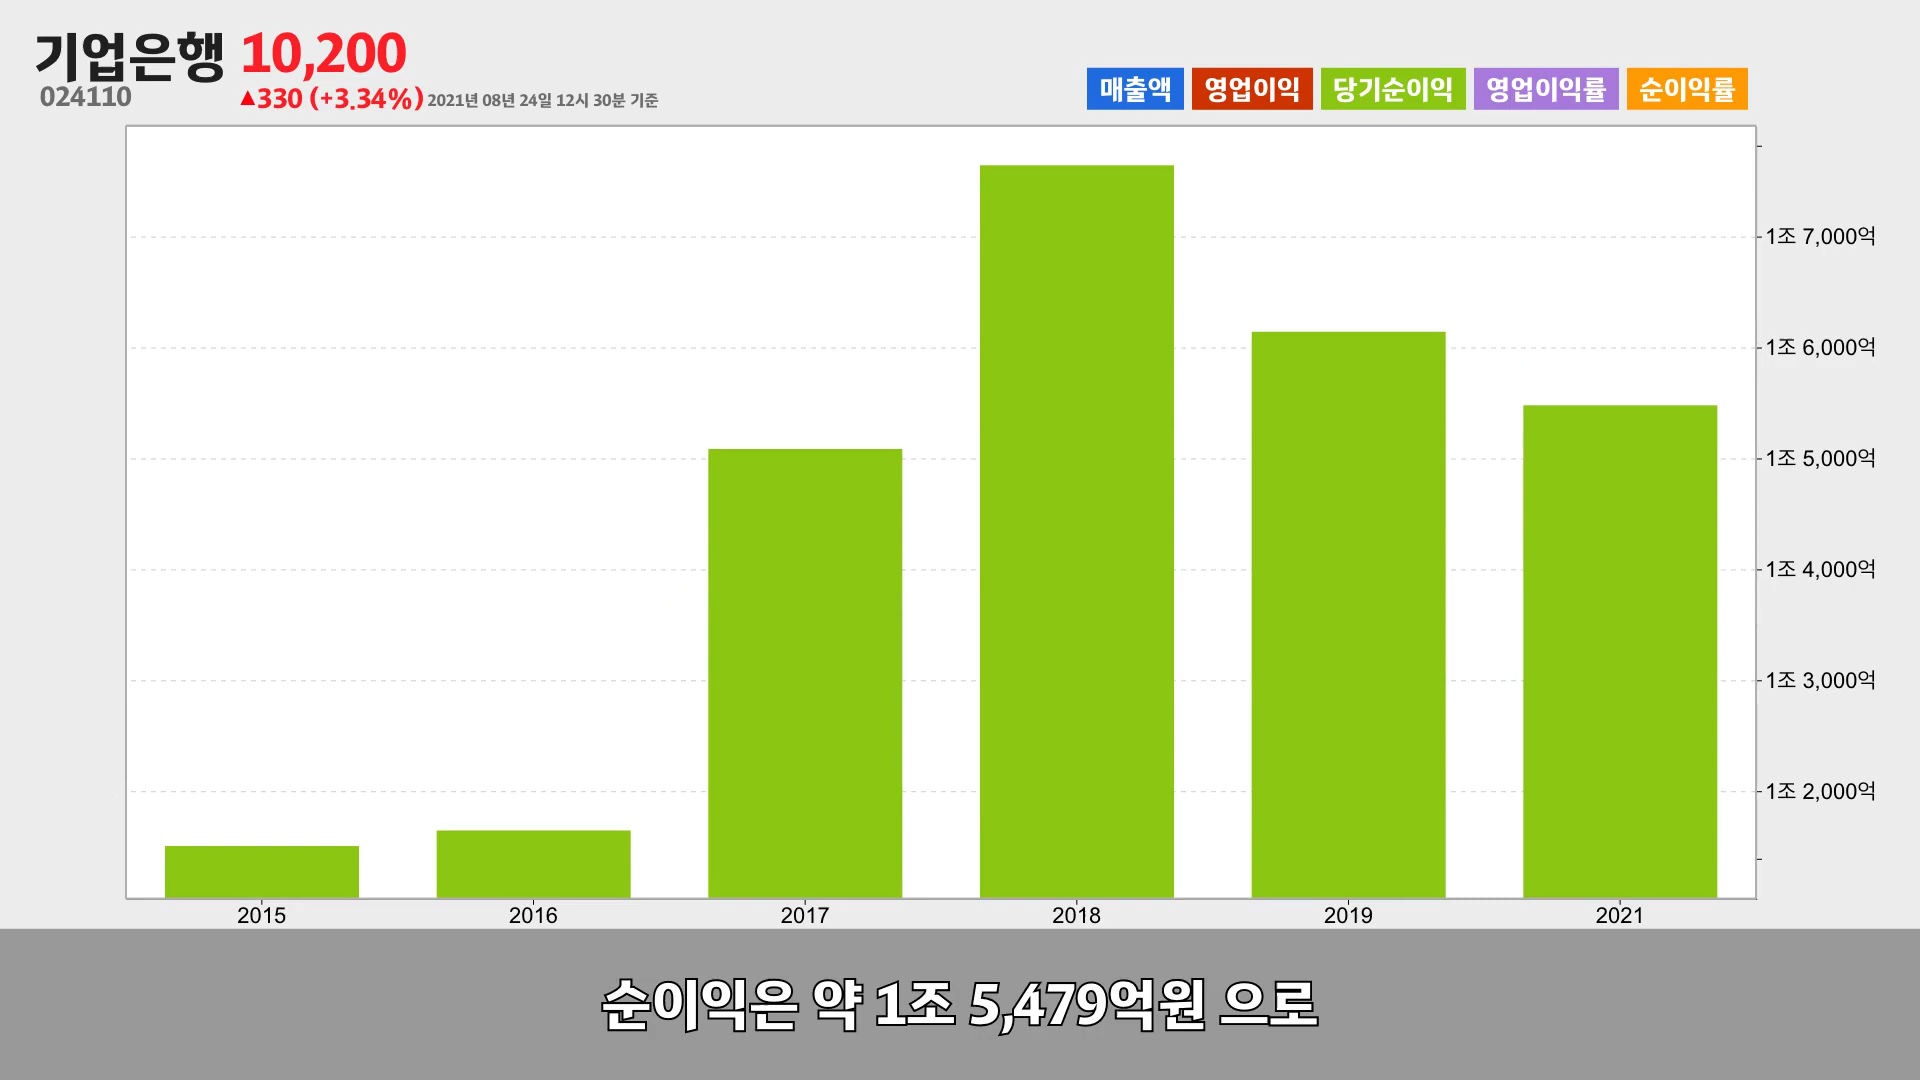 기업은행 10,200
024110
▲330 (+3.34%) 2021년 08년 24일 12시 30분 기준
매출액 영업이익 당기순이익 영업이익률 순이익률
1조 7,000억
1조 6,000억
1조 5,000억
1조 4,000억
1조 3,000억
1조 2,000억
2015 2016 2017 2018 2019 2021
순이익은 약 1조 5,479억원 으로